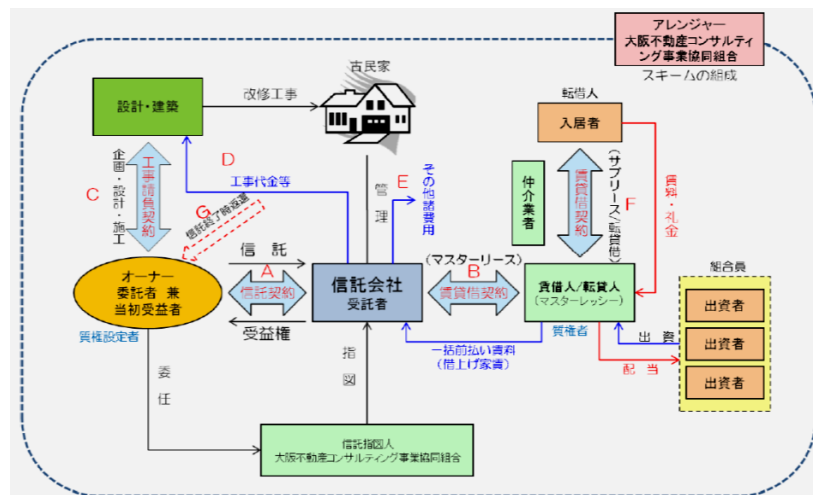 アレンジャー
大阪不動産コンサルティ
ング事業協同組合
スキームの組成
古民家
設計・建築
改修工事
転借人
入居者
C
企画・設計・施工
工事請負契約
D
工事代金等
G
信託終了時返還
管理
E
その他諸費用
仲介業者
賃貸借契約
(サブリース/転貸借)
F
賃料・礼金
オーナー
委託者 兼
当初受益者
質権設定者
信託
A
信託契約
受益権
信託会社
受託者
(マスターリース)
B
賃貸借契約
賃借人/転貸人
(マスターレッシー)
質権者
組合員
出資者
出資者
出資者
出資
配当
一括前払い賃料
(借上げ家賃)
指図
委任
信託指図人
大阪不動産コンサルティング事業協同組合